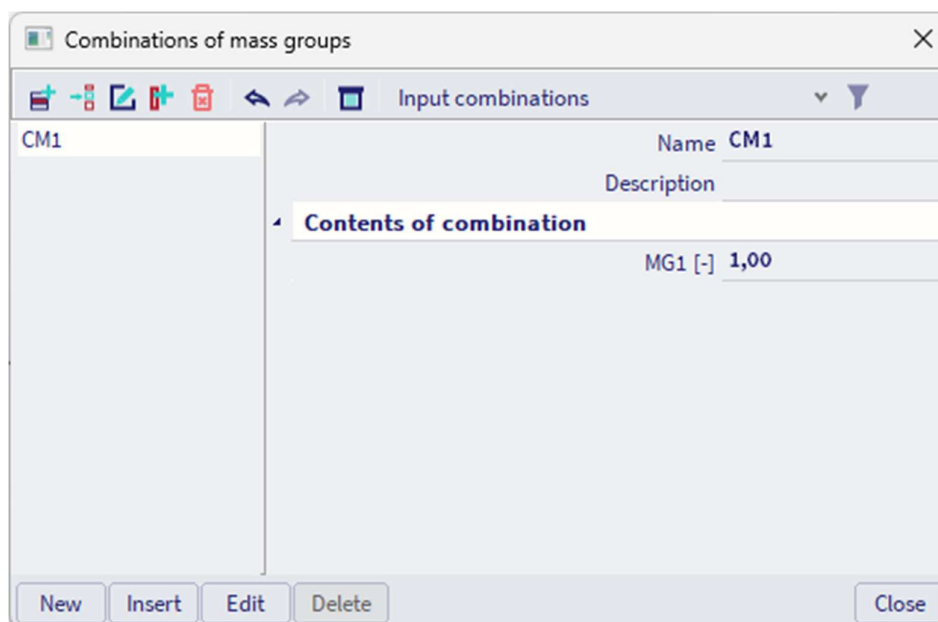 Combinations of mass groups
Input combinations
CM1
Name CM1
Description
Contents of combination
MG1 [-] 1,00
New Insert Edit Delete Close